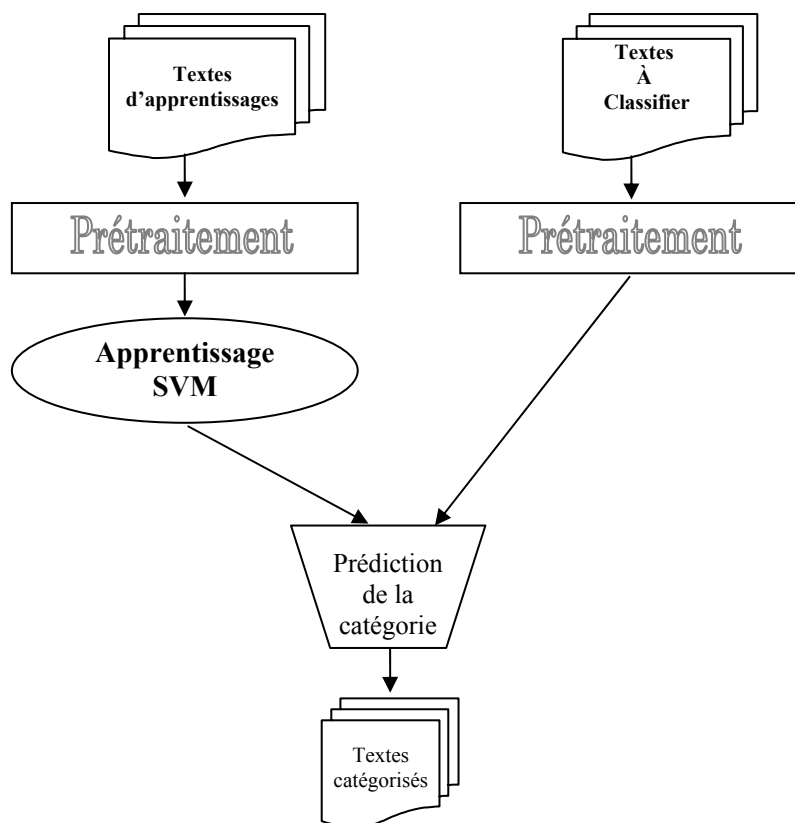 Textes
d'apprentissages
Textes
À
Classifier
Prétraitement
Prétraitement
Apprentissage
SVM
Prédiction
de la
catégorie
Textes
catégorisés